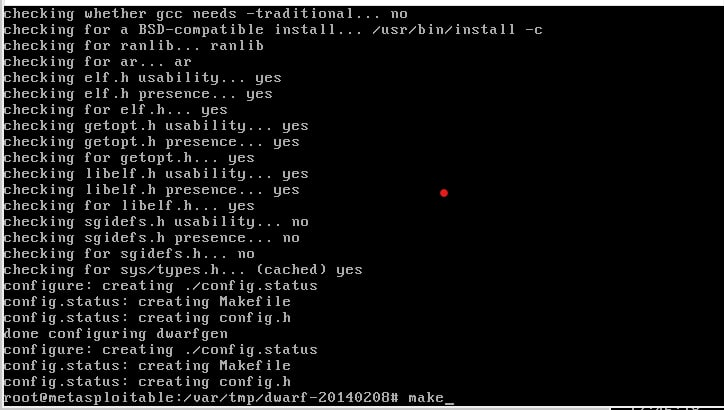 checking whether gcc needs -traditional... no
checking for a BSD-compatible install... /usr/bin/install -c
checking for ranlib... ranlib
checking for ar... ar
checking elf.h usability... yes
checking elf.h presence... yes
checking for elf.h... yes
checking getopt.h usability... yes
checking getopt.h presence... yes
checking for getopt.h... yes
checking libelf.h usability... yes
checking libelf.h presence... yes
checking for libelf.h... yes
checking sgidefs.h usability... no
checking sgidefs.h presence... no
checking for sgidefs.h... no
checking for sys/types.h... (cached) yes
configure: creating ./config.status
config.status: creating Makefile
config.status: creating config.h
done configuring dwarfgen
configure: creating ./config.status
config.status: creating Makefile
config.status: creating config.h
root@metasploitable:/var/tmp/dwarf-20140208# make_